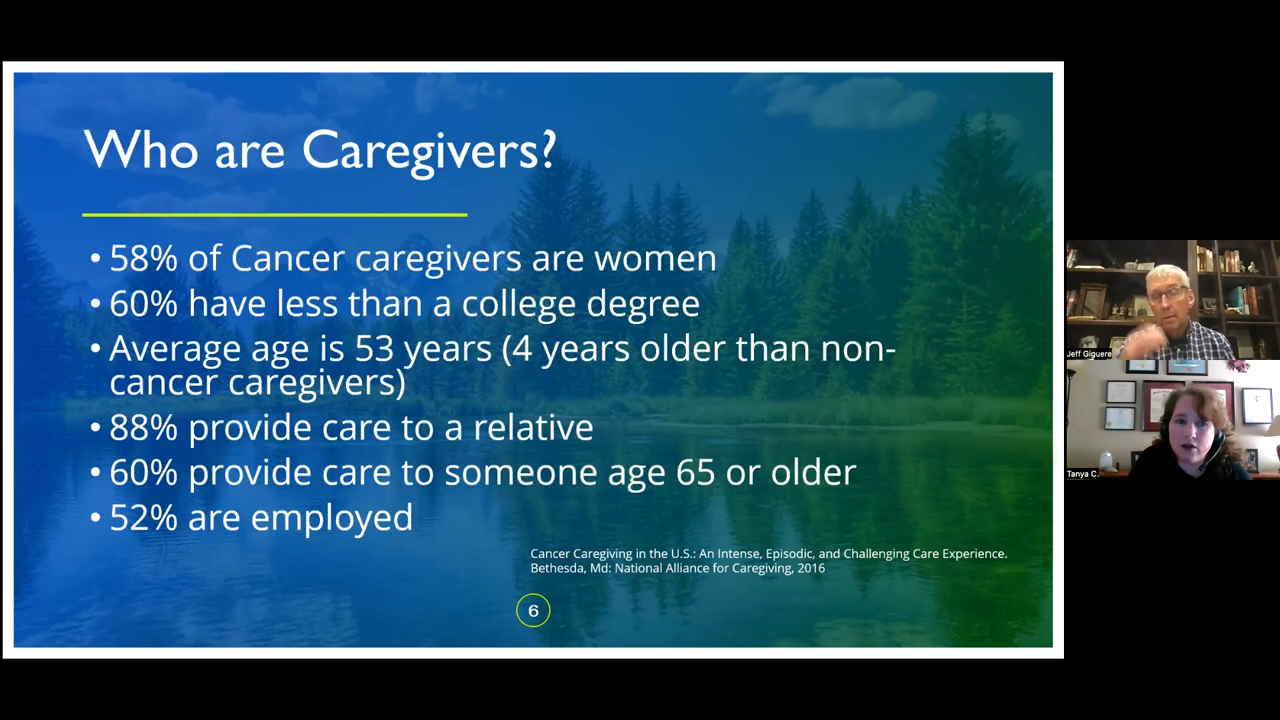 Who are Caregivers?
• 58% of Cancer caregivers are women
• 60% have less than a college degree
• Average age is 53 years (4 years older than non-
cancer caregivers)
• 88% provide care to a relative
• 60% provide care to someone age 65 or older
• 52% are employed
Cancer Caregiving in the U.S.: An Intense, Episodic, and Challenging Care Experience.
Bethesda, Md: National Alliance for Caregiving, 2016
6
Jeff Giguere
Tanya C.